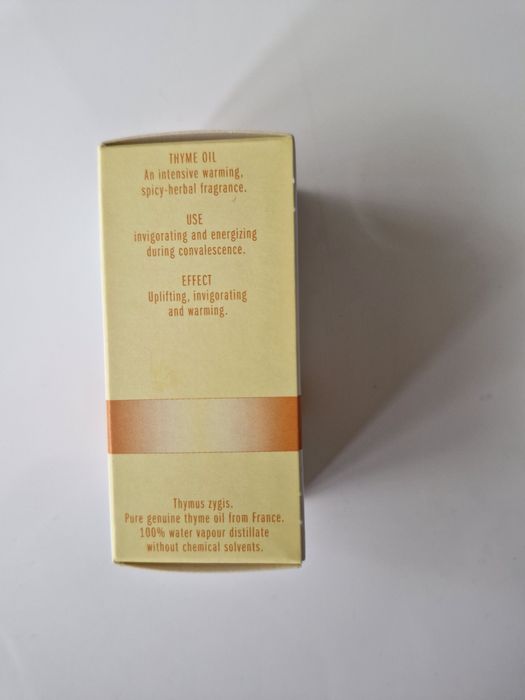 THYME OIL
An intensive warming,
spicy-herbal fragrance.
USE
invigorating and energizing
during convalescence.
EFFECT
Uplifting, invigorating
and warming.
Thymus zygis.
Pure genuine thyme oil from France.
100% water vapour distillate
without chemical solvents.